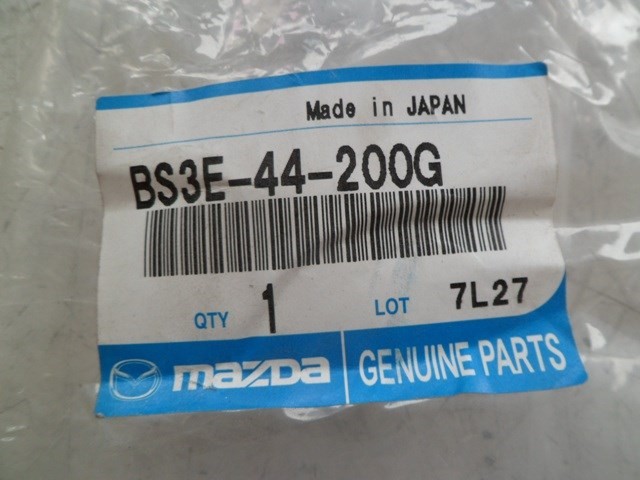 Made in JAPAN
BS3E-44-200G
QTY 1 LOT 7L27
mazda GENUINE PARTS